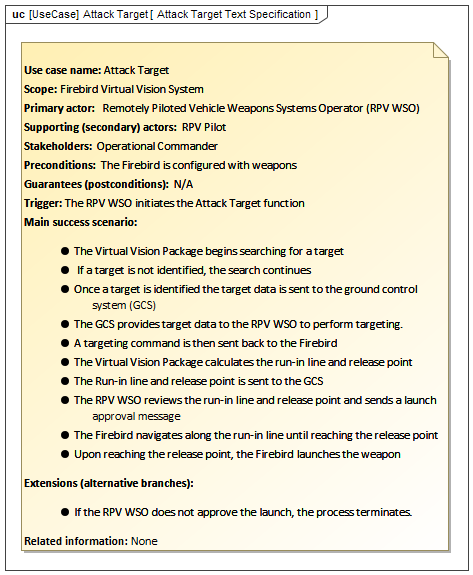 uc [UseCase] Attack Target [ Attack Target Text Specification ]
Use case name: Attack Target
Scope: Firebird Virtual Vision System
Primary actor: Remotely Piloted Vehicle Weapons Systems Operator (RPV WSO)
Supporting (secondary) actors: RPV Pilot
Stakeholders: Operational Commander
Preconditions: The Firebird is configured with weapons
Guarantees (postconditions): N/A
Trigger: The RPV WSO initiates the Attack Target function
Main success scenario:
● The Virtual Vision Package begins searching for a target
● If a target is not identified, the search continues
● Once a target is identified the target data is sent to the ground control
system (GCS)
● The GCS provides target data to the RPV WSO to perform targeting.
● A targeting command is then sent back to the Firebird
● The Virtual Vision Package calculates the run-in line and release point
● The Run-in line and release point is sent to the GCS
● The RPV WSO reviews the run-in line and release point and sends a launch
approval message
● The Firebird navigates along the run-in line until reaching the release point
● Upon reaching the release point, the Firebird launches the weapon
Extensions (alternative branches):
● If the RPV WSO does not approve the launch, the process terminates.
Related information: None